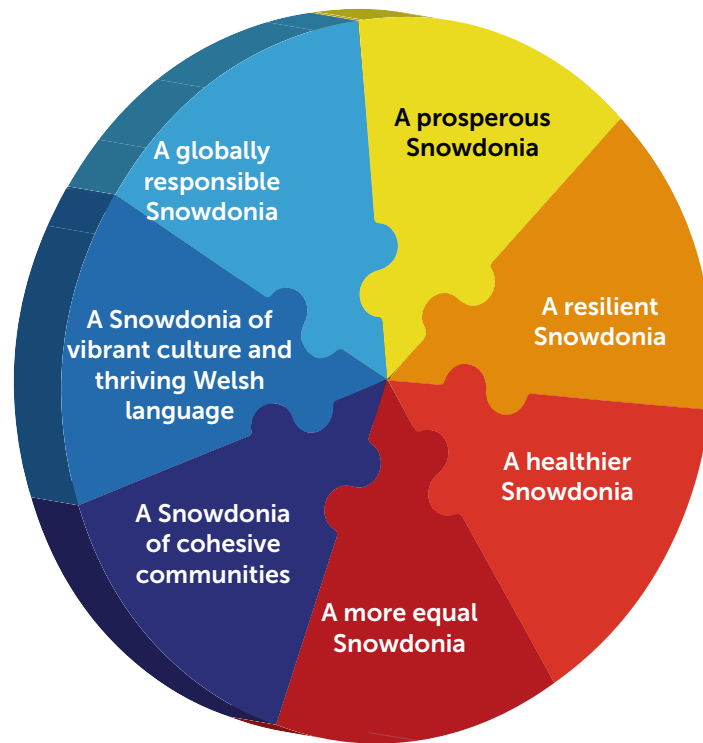 A prosperous
Snowdonia
A resilient
Snowdonia
A healthier
Snowdonia
A more equal
Snowdonia
A Snowdonia
of cohesive
communities
A Snowdonia of
vibrant culture and
thriving Welsh
language
A globally
responsible
Snowdonia